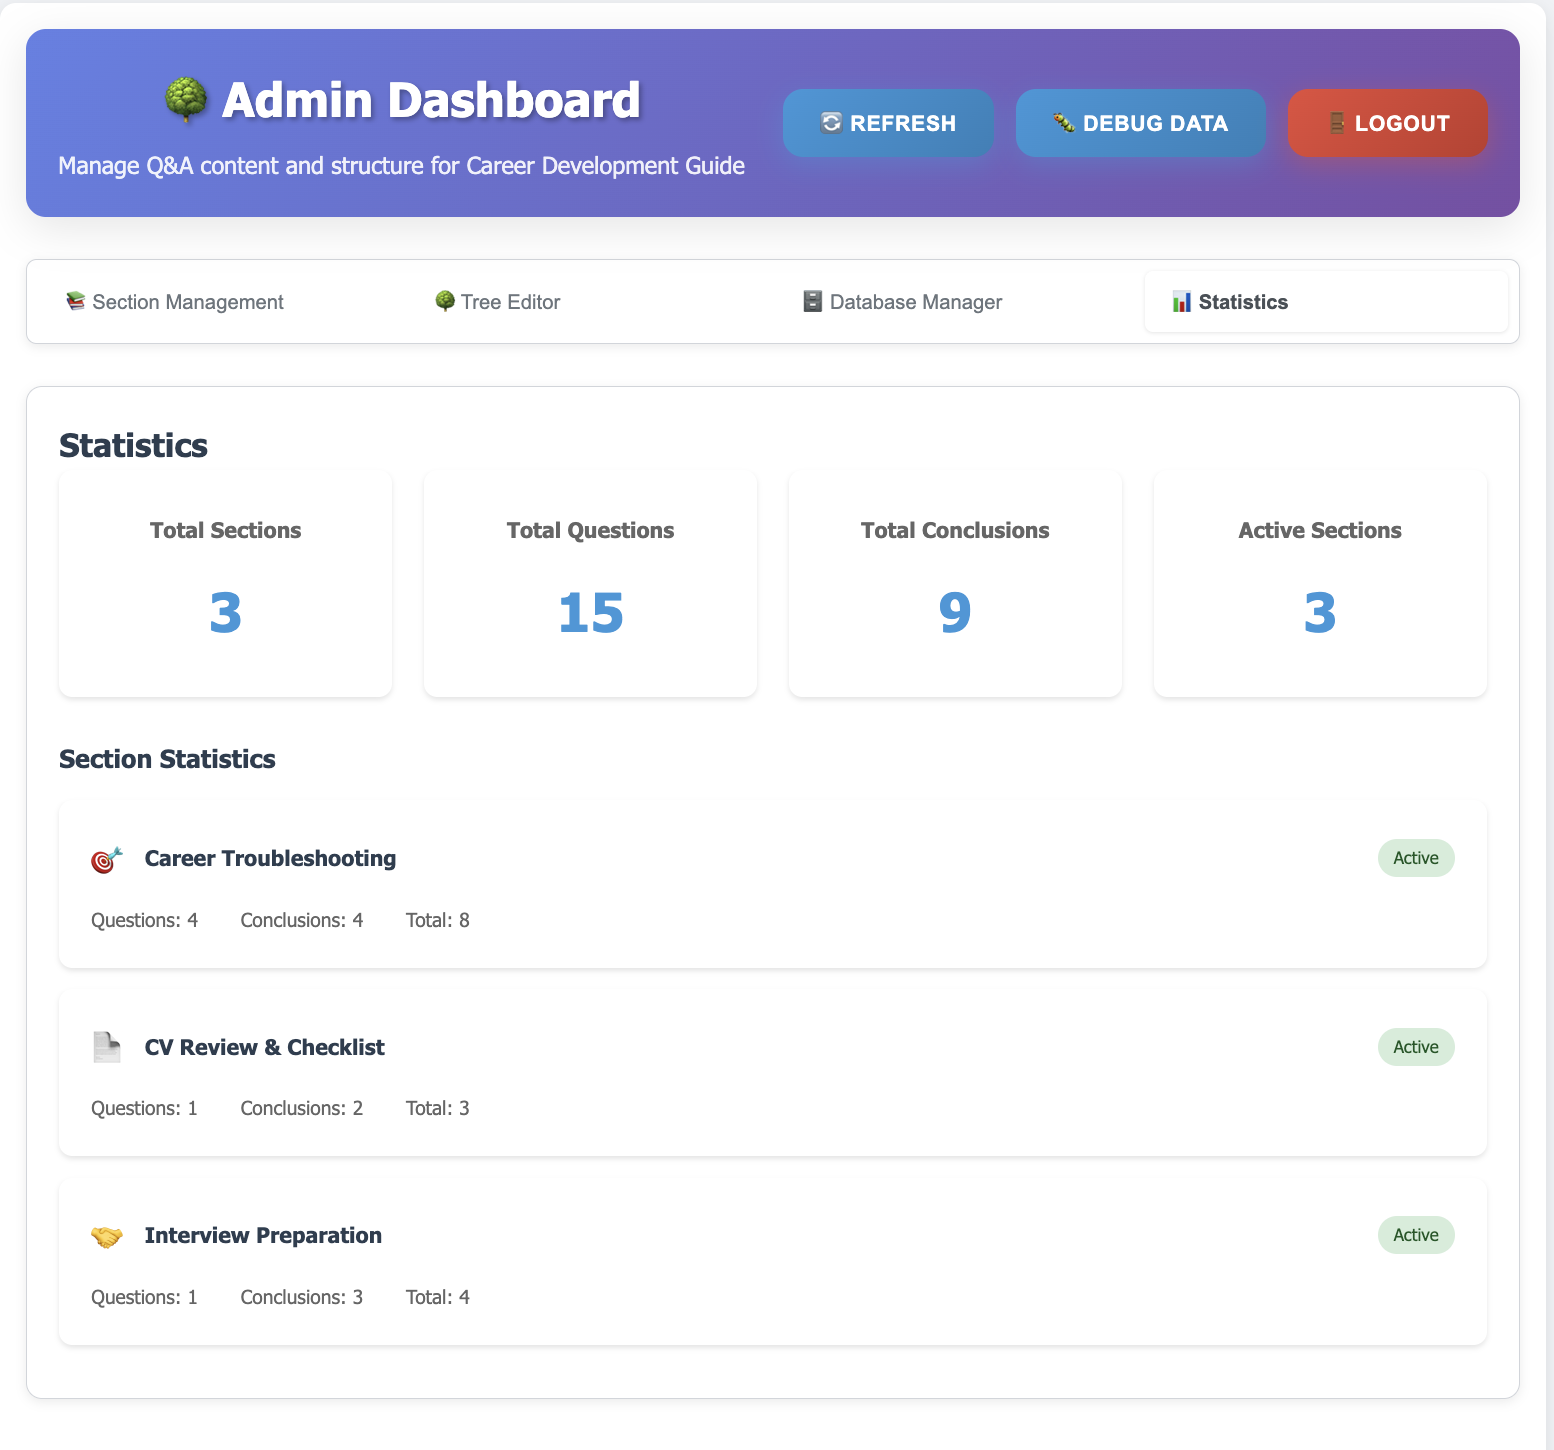 Admin Dashboard
Manage Q&A content and structure for Career Development Guide
REFRESH
DEBUG DATA
LOGOUT
Section Management
Tree Editor
Database Manager
Statistics
Statistics
Total Sections
Total Questions
Total Conclusions
Active Sections
3
15
9
3
Section Statistics
Career Troubleshooting
Active
Questions: 4 Conclusions: 4 Total: 8
CV Review & Checklist
Active
Questions: 1 Conclusions: 2 Total: 3
Interview Preparation
Active
Questions: 1 Conclusions: 3 Total: 4